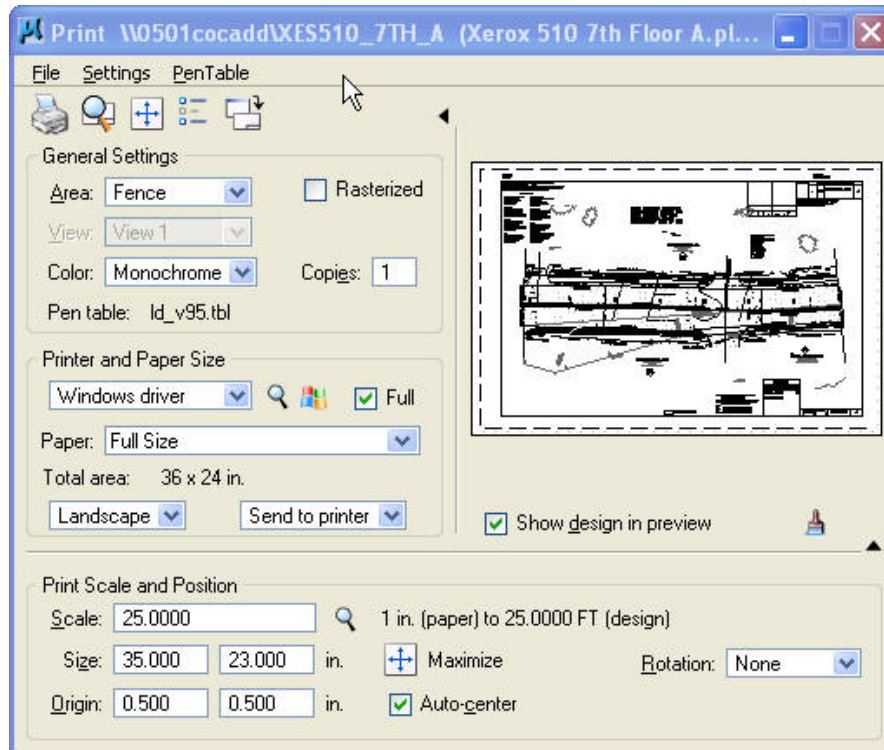 Print \\0501cocadd\XES510_7TH_A (Xerox 510 7th Floor A.pl...
File Settings PenTable
General Settings
Area: Fence Rasterized
View: View 1
Color: Monochrome Copies: 1
Pen table: ld_v95.tbl
Printer and Paper Size
Windows driver Full
Paper: Full Size
Total area: 36 x 24 in.
Landscape Send to printer
Show design in preview
Print Scale and Position
Scale: 25.0000 1 in. (paper) to 25.0000 FT (design)
Size: 35.000 23.000 in. Maximize Rotation: None
Origin: 0.500 0.500 in. Auto-center